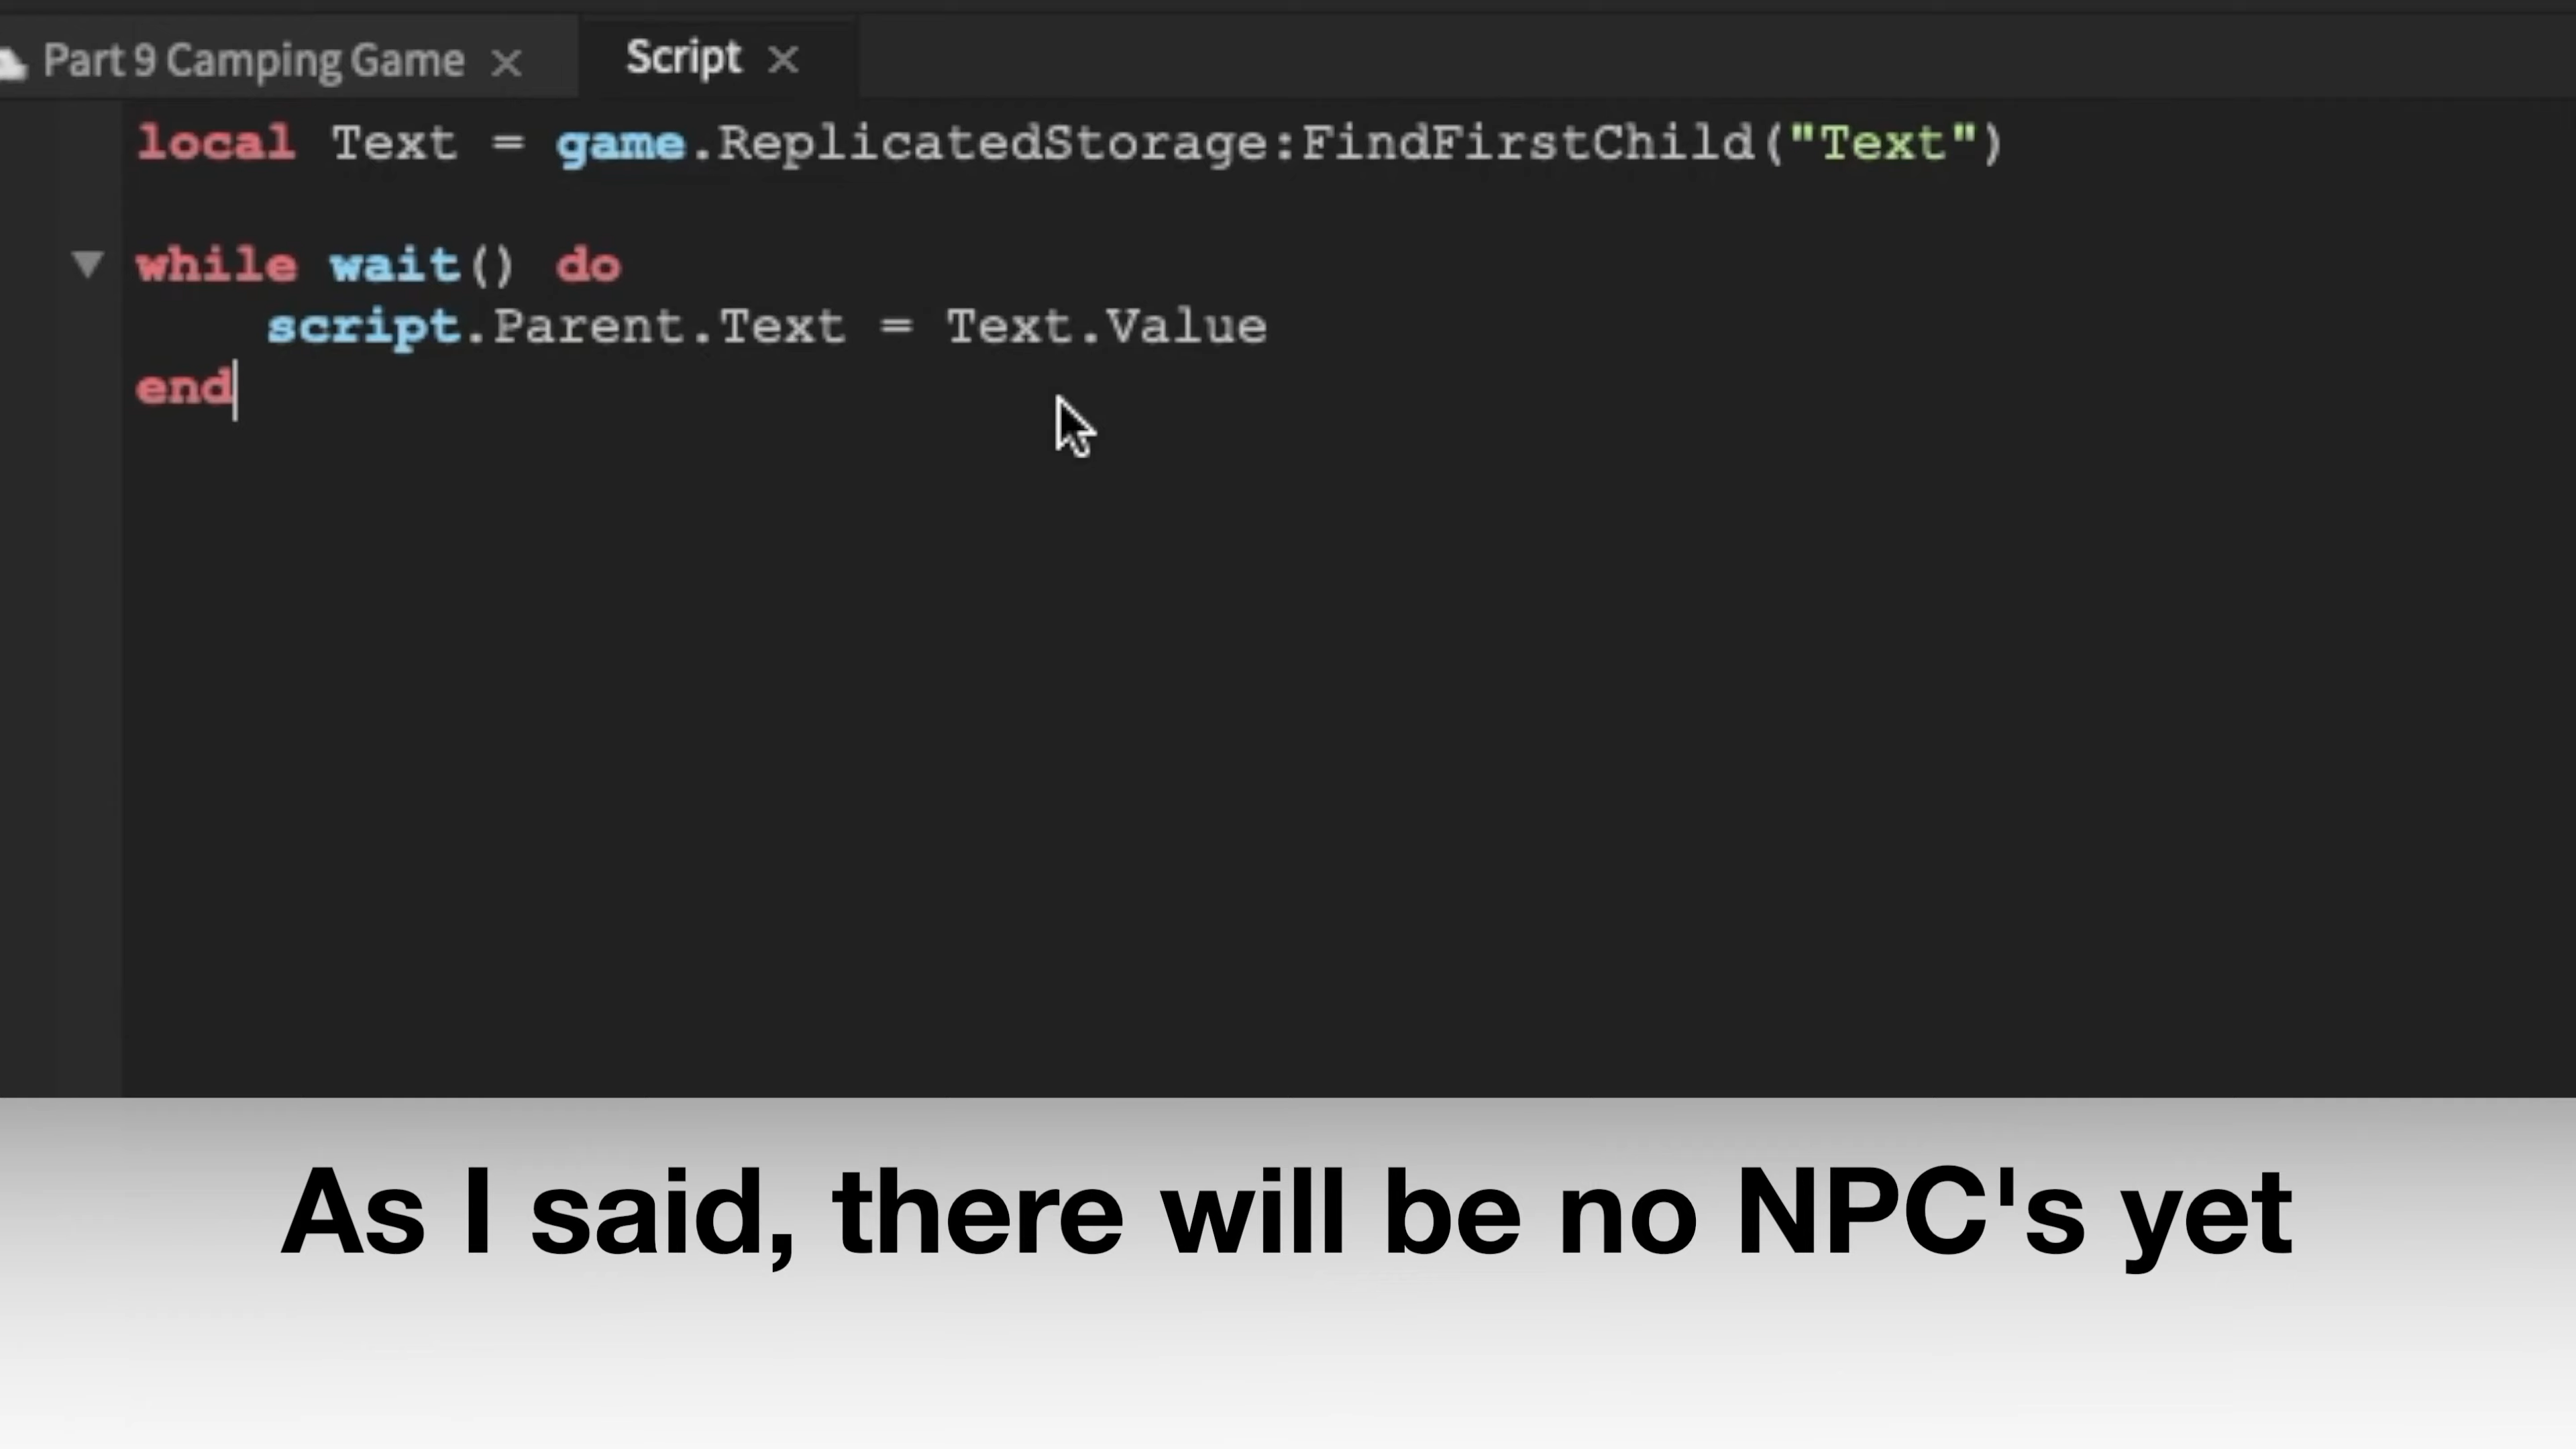 Part 9 Camping Game × Script ×
local Text = game.ReplicatedStorage:FindFirstChild("Text")
while wait() do
script.Parent.Text = Text.Value
end
As I said, there will be no NPC's yet